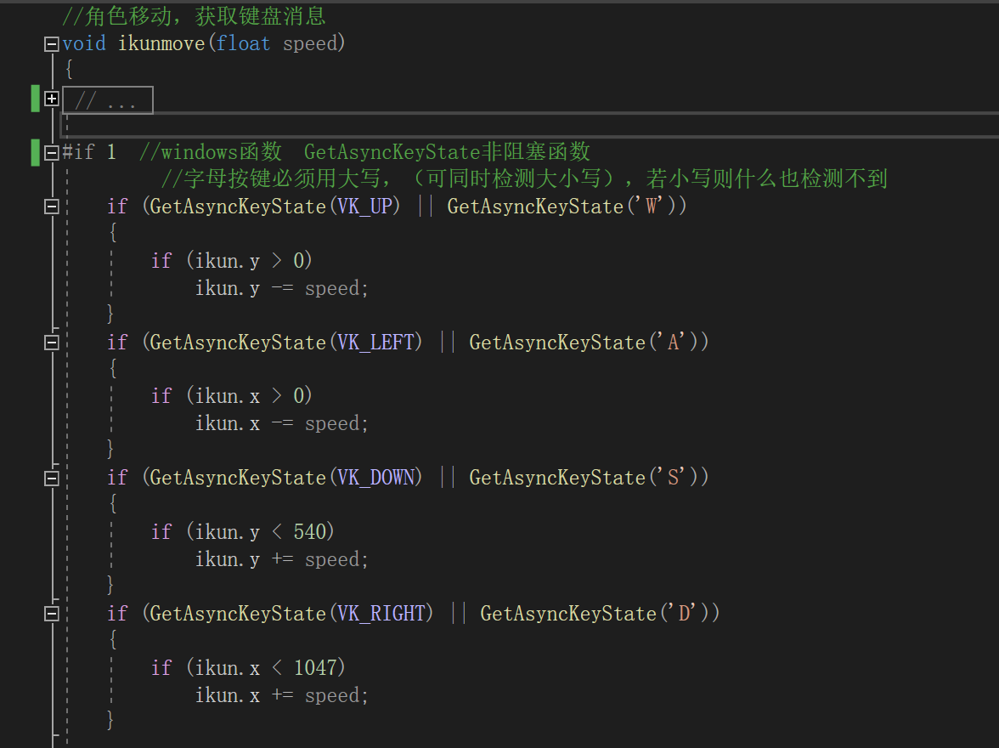 //角色移动，获取键盘消息
void ikunmove(float speed)
{
// ...
#if 1  //windows函数  GetAsyncKeyState非阻塞函数
//字母按键必须用大写，（可同时检测大小写），若小写则什么也检测不到
if (GetAsyncKeyState(VK_UP) || GetAsyncKeyState('W'))
{
if (ikun.y > 0)
ikun.y -= speed;
}
if (GetAsyncKeyState(VK_LEFT) || GetAsyncKeyState('A'))
{
if (ikun.x > 0)
ikun.x -= speed;
}
if (GetAsyncKeyState(VK_DOWN) || GetAsyncKeyState('S'))
{
if (ikun.y < 540)
ikun.y += speed;
}
if (GetAsyncKeyState(VK_RIGHT) || GetAsyncKeyState('D'))
{
if (ikun.x < 1047)
ikun.x += speed;
}